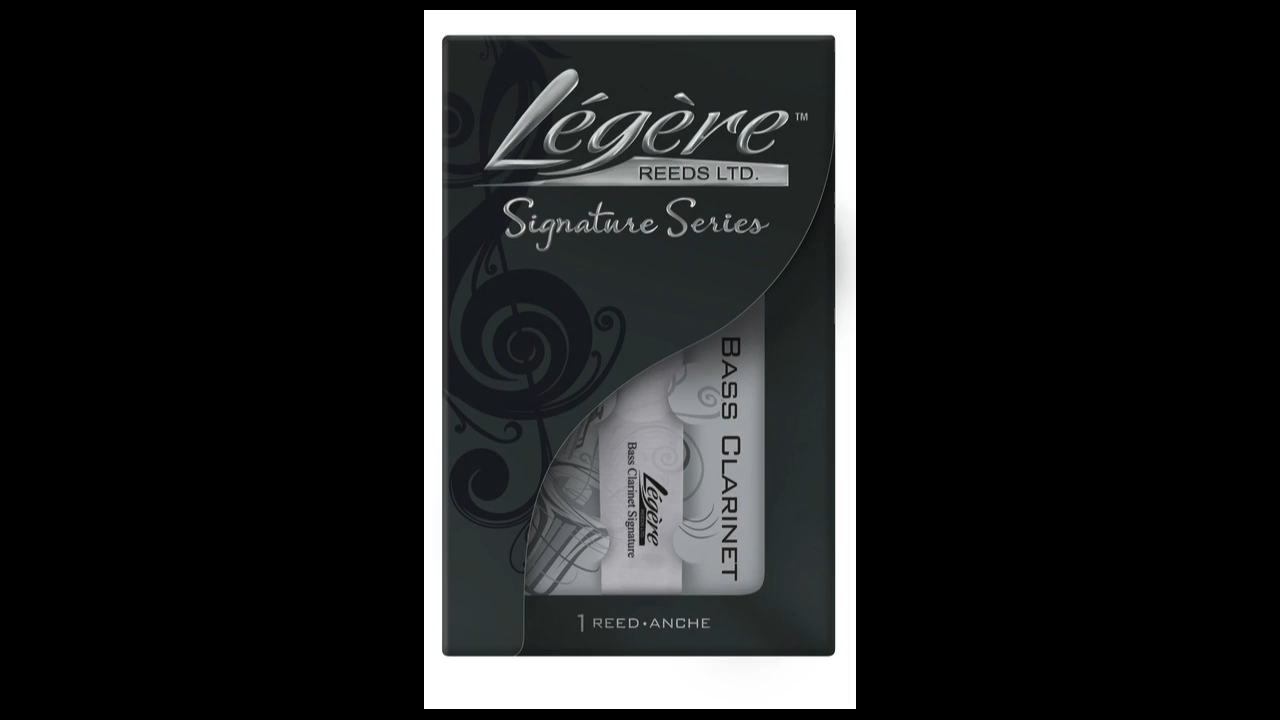 Légère™
REEDS LTD.
Signature Series
BASS CLARINET
Légère
Bass Clarinet Signature
1 REED•ANCHE